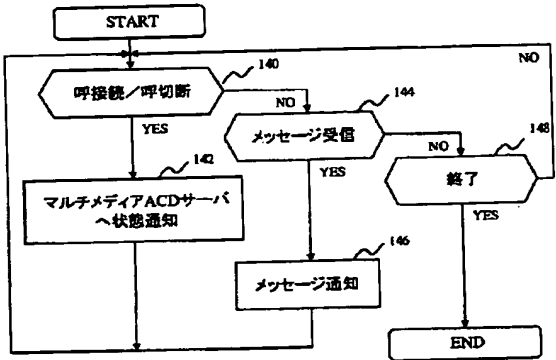 START
NO
呼接続／呼切断
140
NO
144
YES
メッセージ受信
148
NO
142
YES
終了
マルチメディアACDサーバ
へ状態通知
YES
146
メッセージ通知
END